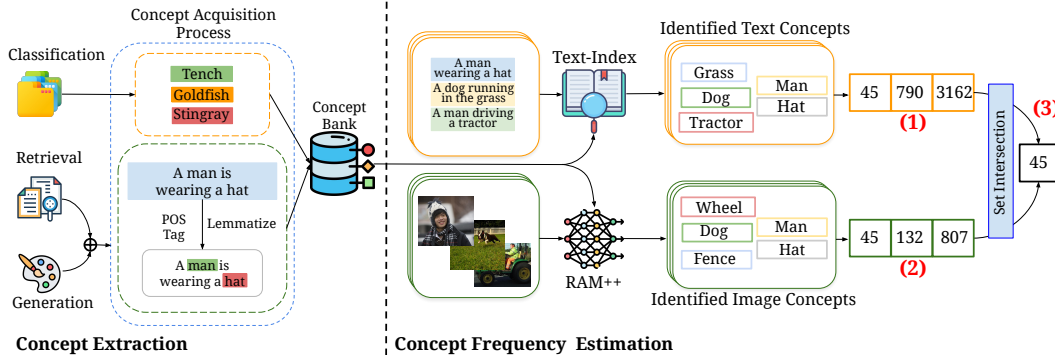 Concept Acquisition
Process
Classification
Tench
Goldfish
Stingray
Retrieval
A man is
wearing a hat
POS
Tag
Lemmatize
A man is
wearing a hat
Generation
Concept
Bank
Concept Extraction
A man
wearing a hat
A dog running
in the grass
A man driving
a tractor
Text-Index
RAM++
Identified Text Concepts
Grass
Dog
Tractor
Man
Hat
45 790 3162
(1)
Wheel
Dog
Fence
Man
Hat
Identified Image Concepts
45 132 807
(2)
Set Intersection
(3)
45
Concept Frequency Estimation